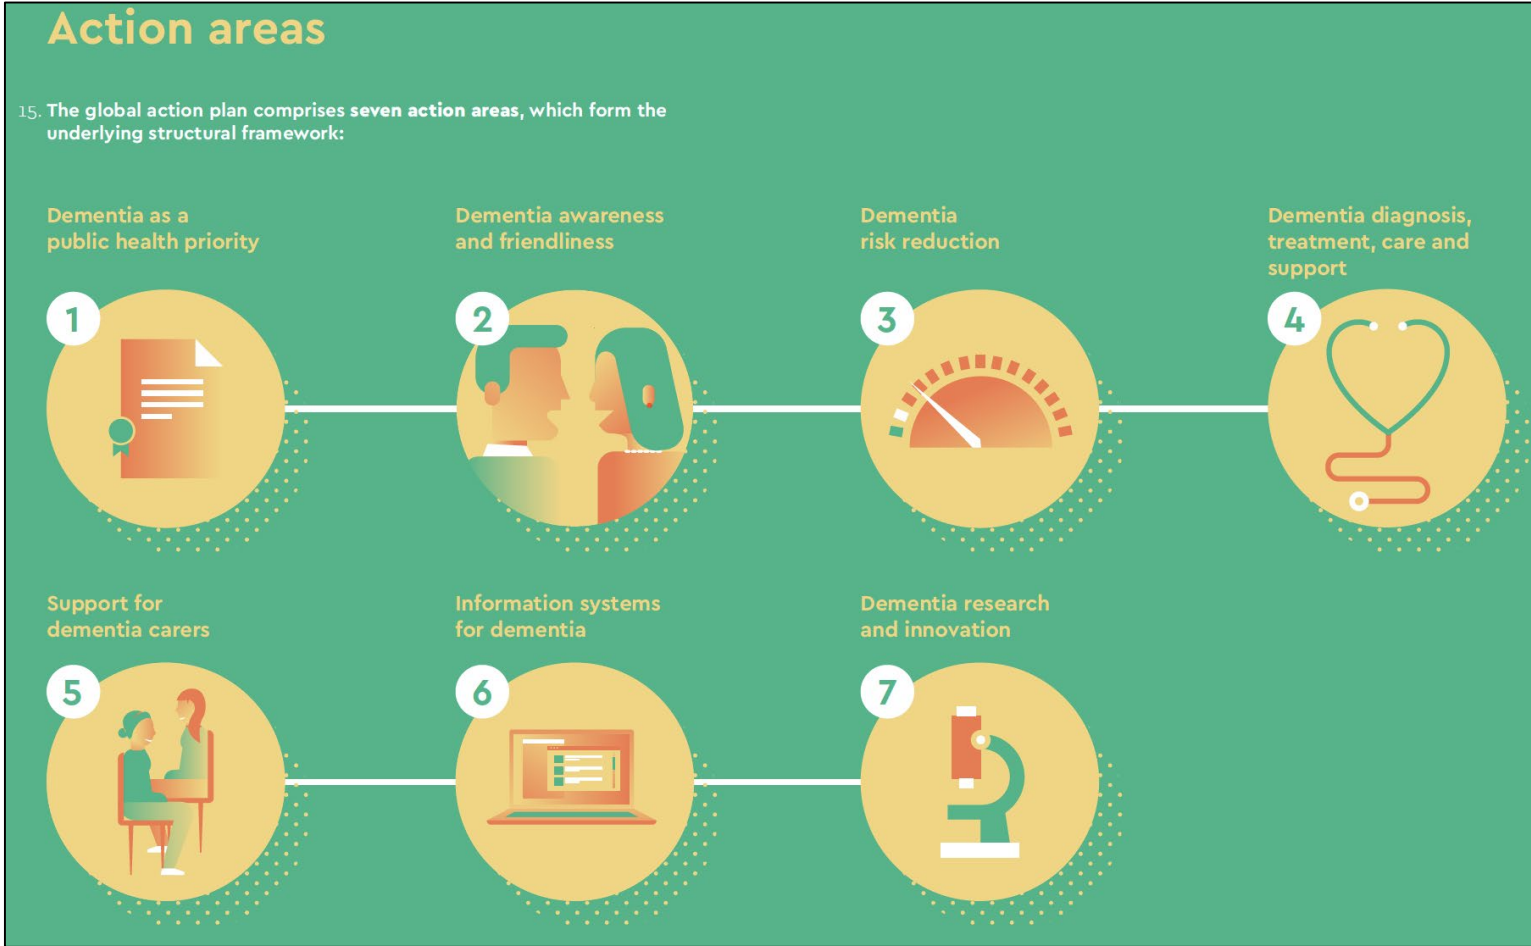 Action areas
15. The global action plan comprises seven action areas, which form the
underlying structural framework:
Dementia as a
public health priority
1
Dementia awareness
and friendliness
2
Dementia
risk reduction
3
Dementia diagnosis,
treatment, care and
support
4
Support for
dementia carers
5
Information systems
for dementia
6
Dementia research
and innovation
7